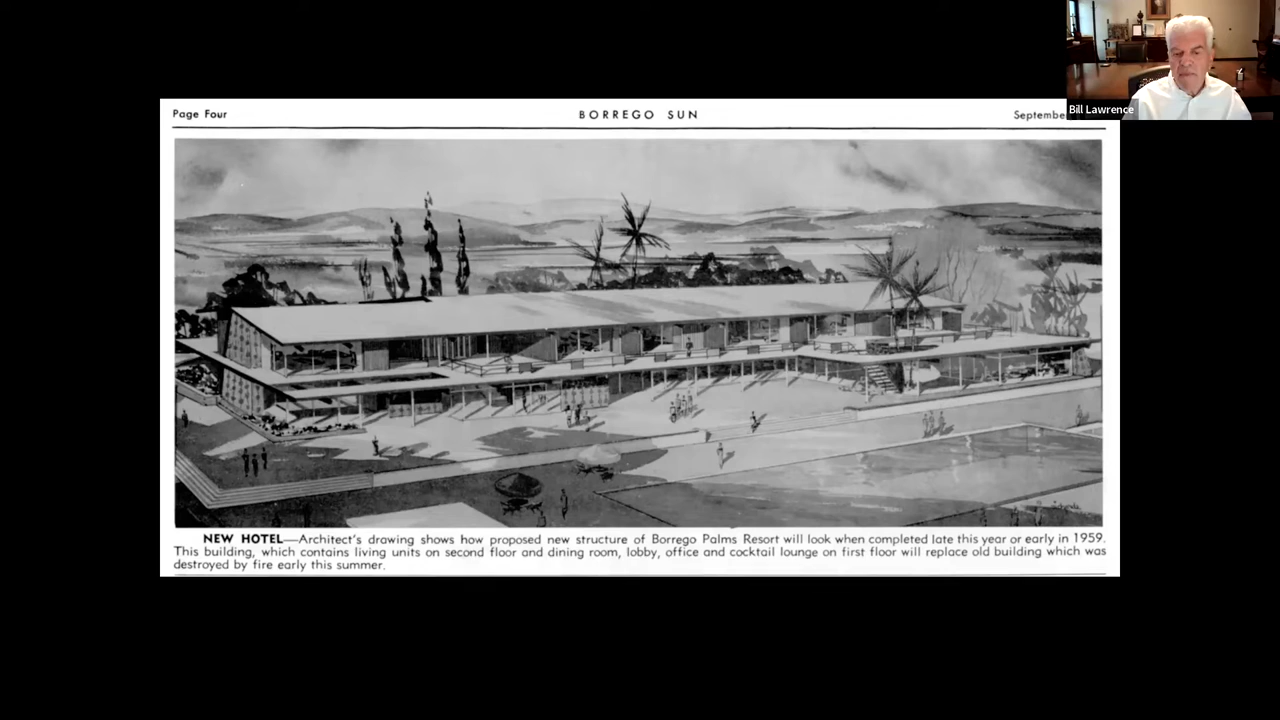 Page Four
BORREGO SUN
Bill Lawrence
NEW HOTEL—Architect's drawing shows how proposed new structure of Borrego Palms Resort will look when completed late this year or early in 1959.
This building, which contains living units on second floor and dining room, lobby, office and cocktail lounge on first floor will replace old building which was
destroyed by fire early this summer.